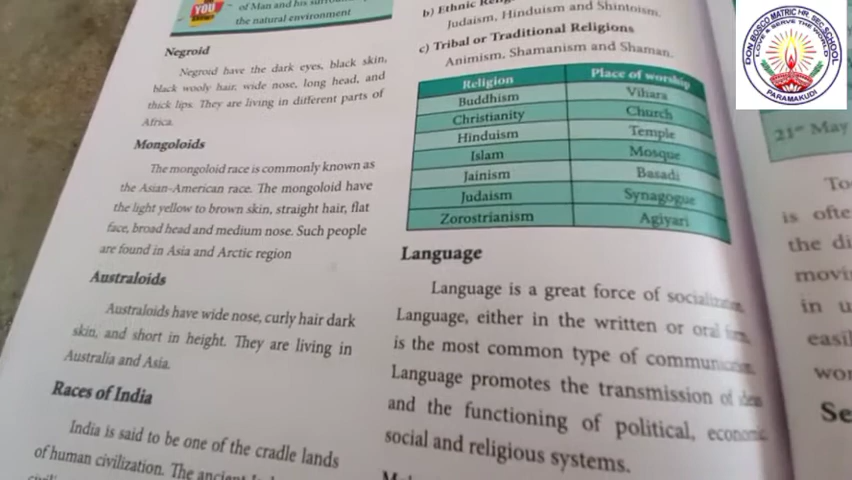 YOU
of Man and his
the natural environment
Negroid
Negroid have the dark eyes, black skin,
black wooly hair, wide nose, long head, and
thick lips. They are living in different parts of
Africa.
Mongoloids
The mongoloid race is commonly known as
the Asian-American race. The mongoloid have
the light yellow to brown skin, straight hair, flat
face, broad head and medium nose. Such people
are found in Asia and Arctic region
Australoids
Australoids have wide nose, curly hair dark
skin, and short in height. They are living in
Australia and Asia.
Races of India
India is said to be one of the cradle lands
of human civilization. The ancient
b) Ethnic
Judaism, Hinduism and Shintoism.
c) Tribal or Traditional Religions
Animism, Shamanism and Shaman.
Religion Place of worship
Buddhism Vihara
Christianity Church
Hinduism Temple
Islam Mosque
Jainism Basadi
Judaism Synagogue
Zorostrianism Agiyari
Language
Language is a great force of socialization.
Language, either in the written or oral form,
is the most common type of communication.
Language promotes the transmission of ideas
and the functioning of political, economic
social and religious systems.
DON BOSCO MATRIC HR SEC SCHOOL
LOVE & SERVE THE WORLD
PARAMAKUDI
21st May
To
is ofte
the di
movi
in u
easil
wor
Se